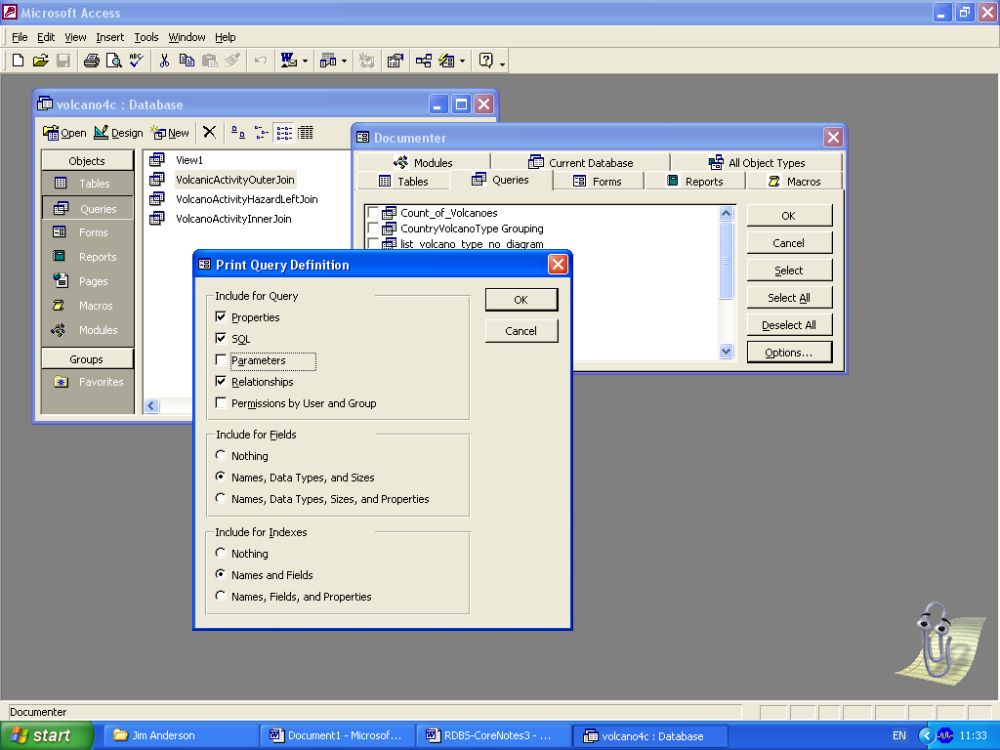 Microsoft Access
File Edit View Insert Tools Window Help
ABC
volcano4c : Database
Open Design New
Objects
Tables
Queries
Forms
Reports
Pages
Macros
Modules
Groups
Favorites
View1
VolcanicActivityOuterJoin
VolcanoActivityHazardLeftJoin
VolcanoActivityInnerJoin
Documenter
Modules Current Database All Object Types
Tables Queries Forms Reports Macros
Count_of_Volcanoes
CountryVolcanoType Grouping
list_volcano_type_no_diagram
OK
Cancel
Select
Select All
Deselect All
Options...
Print Query Definition
Include for Query
Properties
SQL
Parameters
Relationships
Permissions by User and Group
OK
Cancel
Include for Fields
Nothing
Names, Data Types, and Sizes
Names, Data Types, Sizes, and Properties
Include for Indexes
Nothing
Names and Fields
Names, Fields, and Properties
Documenter
start Jim Anderson Document1 - Microsof... RDBS-CoreNotes3 - ... volcano4c : Database EN 11:33